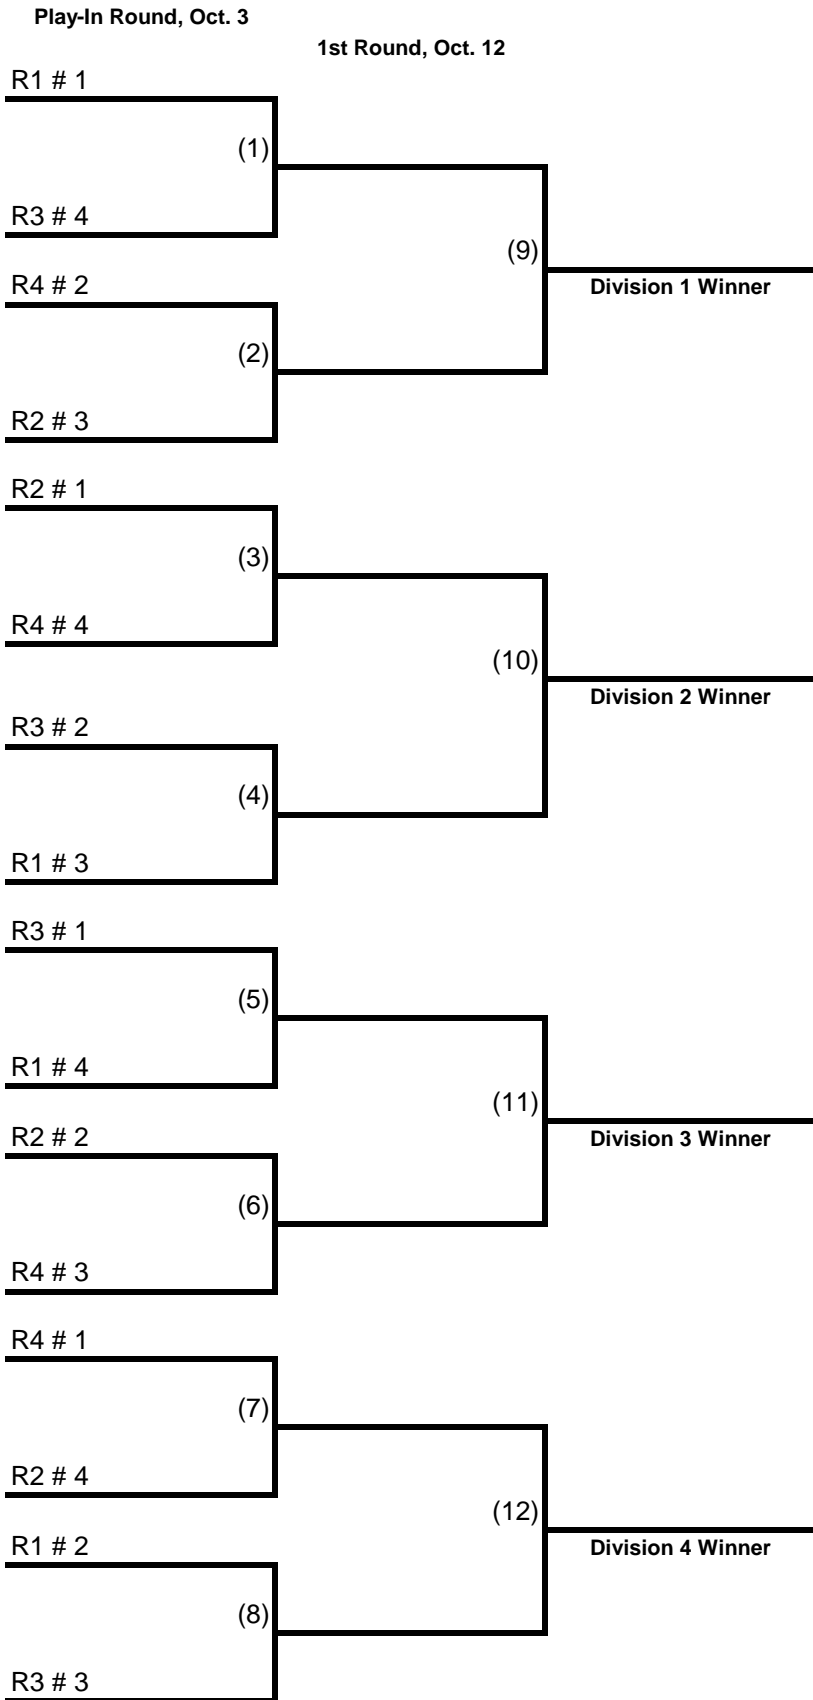 Play-In Round, Oct. 3
1st Round, Oct. 12
R1 # 1
(1)
R3 # 4
(9)
Division 1 Winner
R4 # 2
(2)
R2 # 3
R2 # 1
(3)
R4 # 4
(10)
Division 2 Winner
R3 # 2
(4)
R1 # 3
R3 # 1
(5)
R1 # 4
(11)
Division 3 Winner
R2 # 2
(6)
R4 # 3
R4 # 1
(7)
R2 # 4
(12)
Division 4 Winner
R1 # 2
(8)
R3 # 3